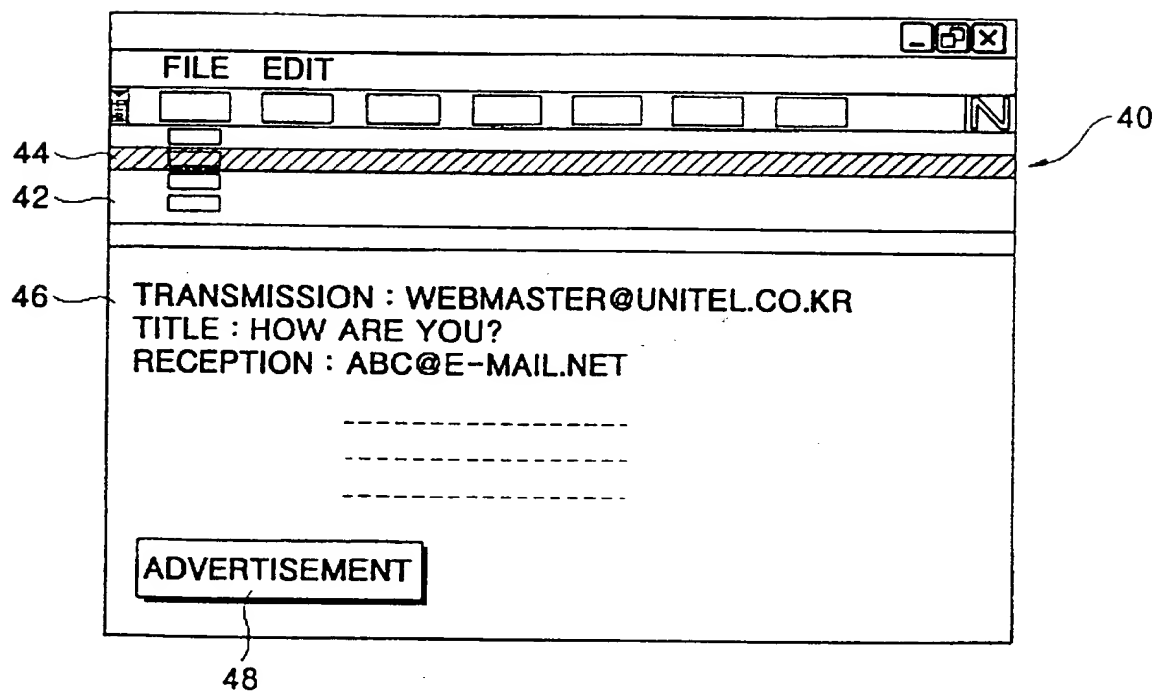 FILE EDIT
N
40
44
42
46
TRANSMISSION : WEBMASTER@UNITEL.CO.KR
TITLE : HOW ARE YOU?
RECEPTION : ABC@E-MAIL.NET
ADVERTISEMENT
48